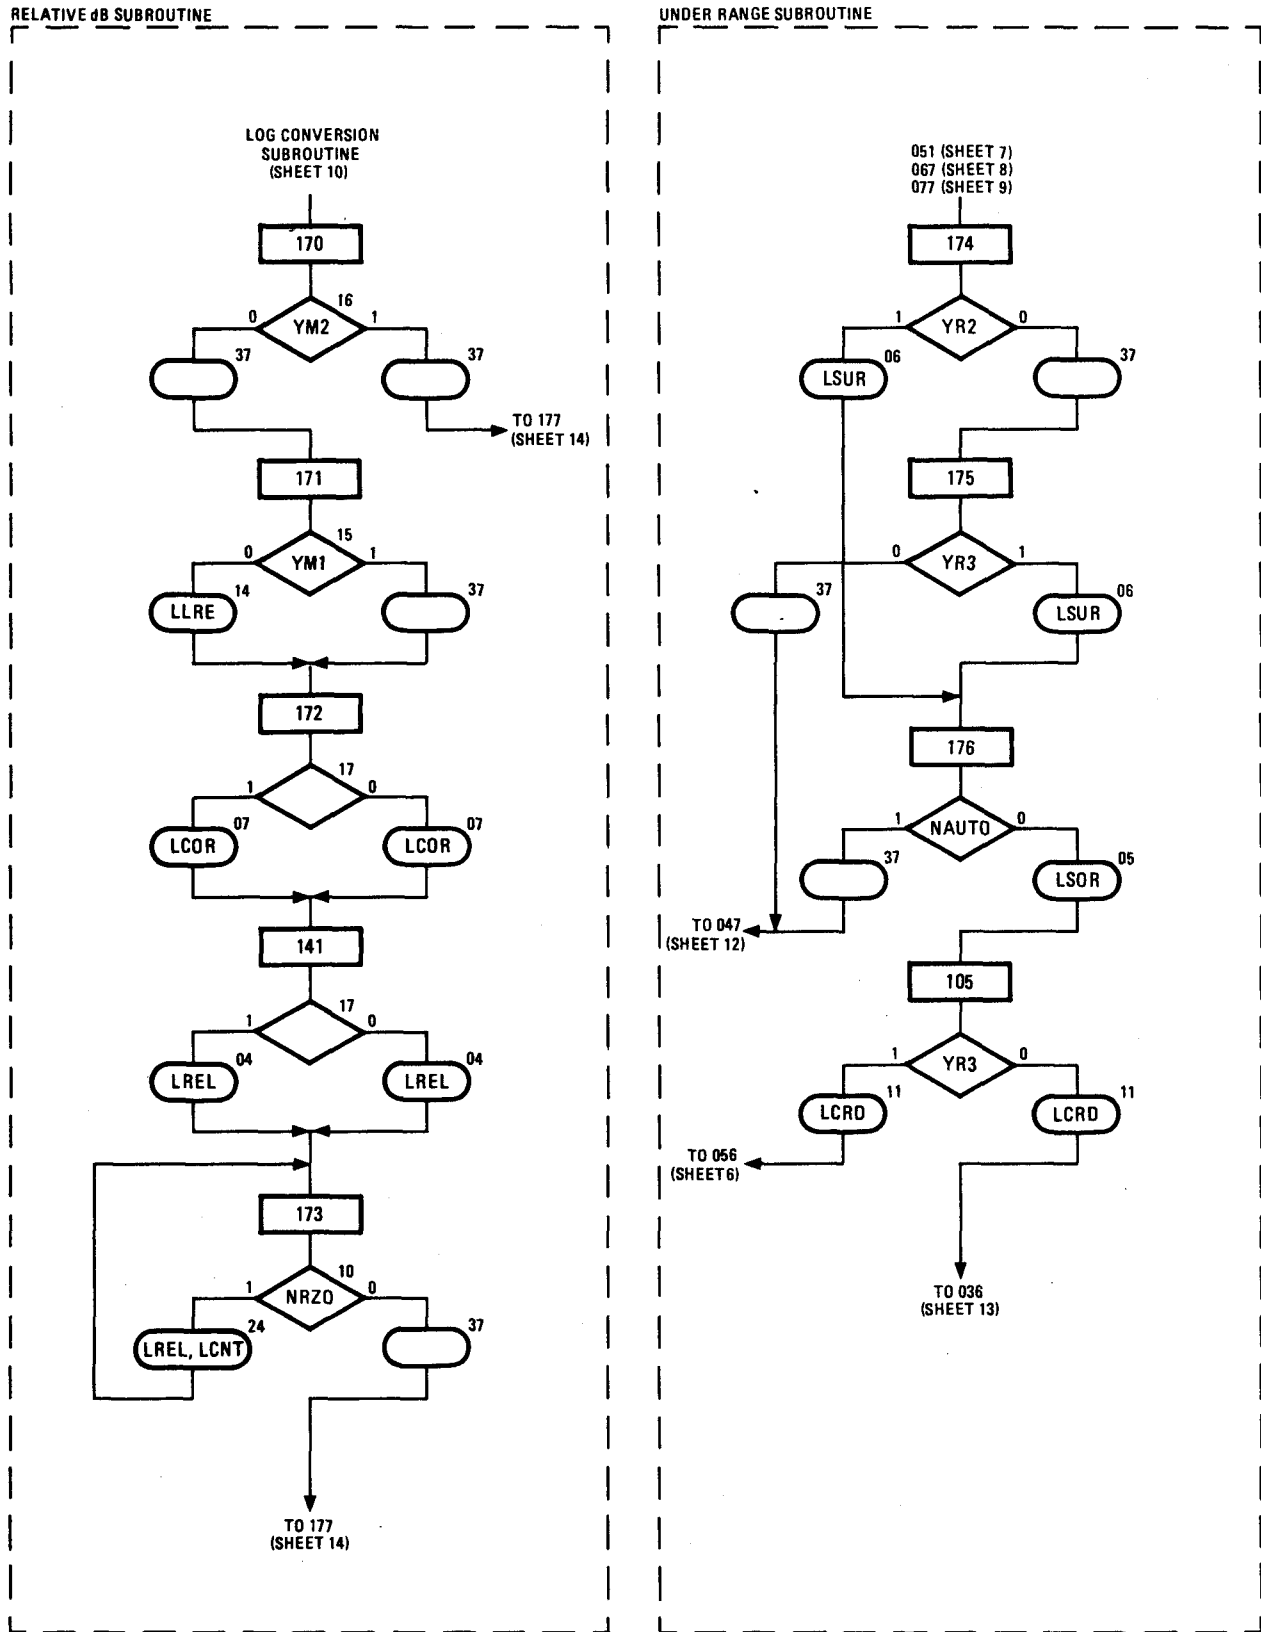 RELATIVE dB SUBROUTINE
LOG CONVERSION
SUBROUTINE
(SHEET 10)
170
16
0
YM2
1
37
37
TO 177
(SHEET 14)
171
15
0
YM1
1
14
LLRE
37
172
17
1
0
07
LCOR
07
LCOR
141
17
1
0
04
LREL
04
LREL
173
10
1
NRZO
0
24
LREL, LCNT
37
TO 177
(SHEET 14)
UNDER RANGE SUBROUTINE
051 (SHEET 7)
067 (SHEET 8)
077 (SHEET 9)
174
1
YR2
0
06
LSUR
37
175
0
YR3
1
37
06
LSUR
176
1
NAUTO
0
37
05
LSOR
TO 047
(SHEET 12)
105
1
YR3
0
11
LCRD
11
LCRD
TO 056
(SHEET 6)
TO 036
(SHEET 13)